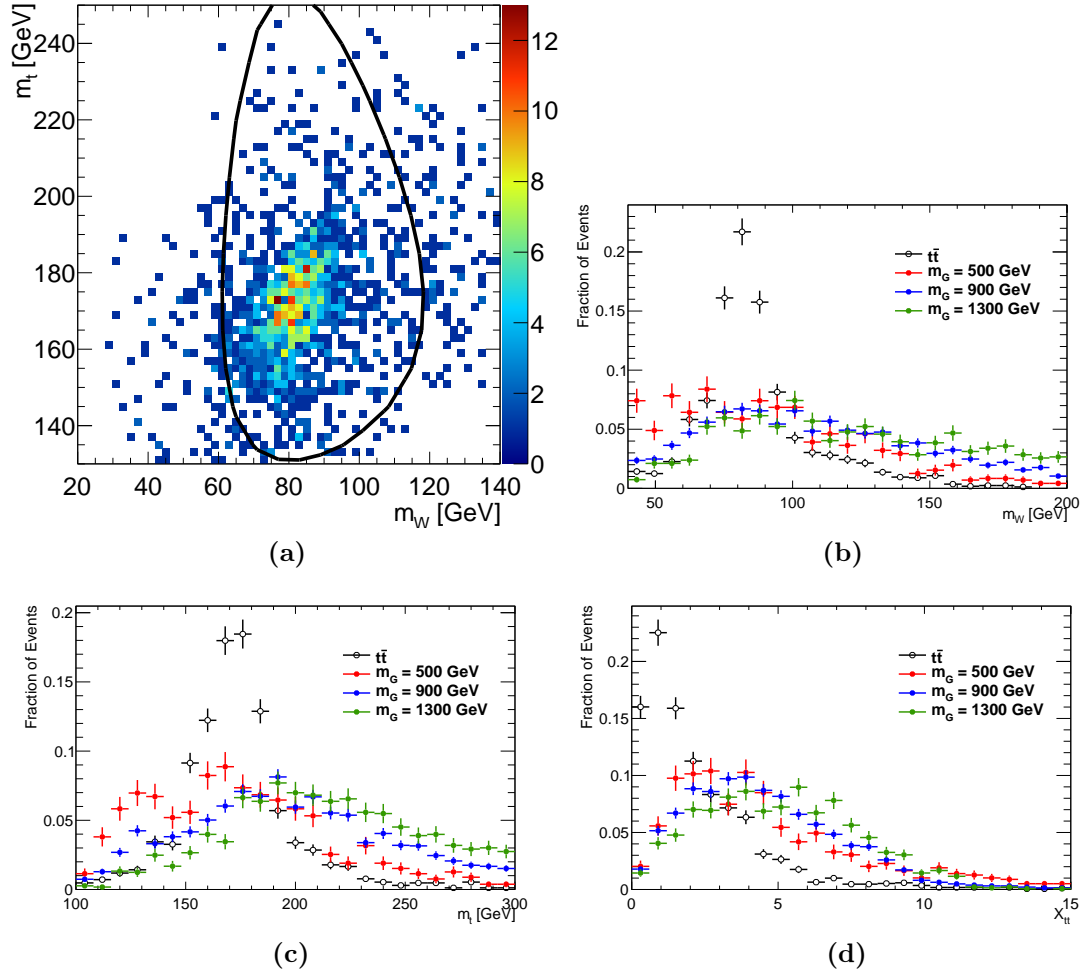 m_t [GeV]
240
220
200
180
160
140
20 40 60 80 100 120 140
m_W [GeV]
12
10
8
6
4
2
0
(a)
Fraction of Events
0.2
0.15
0.1
0.05
0
tt̄
m_G = 500 GeV
m_G = 900 GeV
m_G = 1300 GeV
50 100 150 200
m_W [GeV]
(b)
Fraction of Events
0.2
0.15
0.1
0.05
0
tt̄
m_G = 500 GeV
m_G = 900 GeV
m_G = 1300 GeV
100 150 200 250 300
m_t [GeV]
(c)
Fraction of Events
0.2
0.15
0.1
0.05
0
tt̄
m_G = 500 GeV
m_G = 900 GeV
m_G = 1300 GeV
0 5 10 15
X_tt
(d)